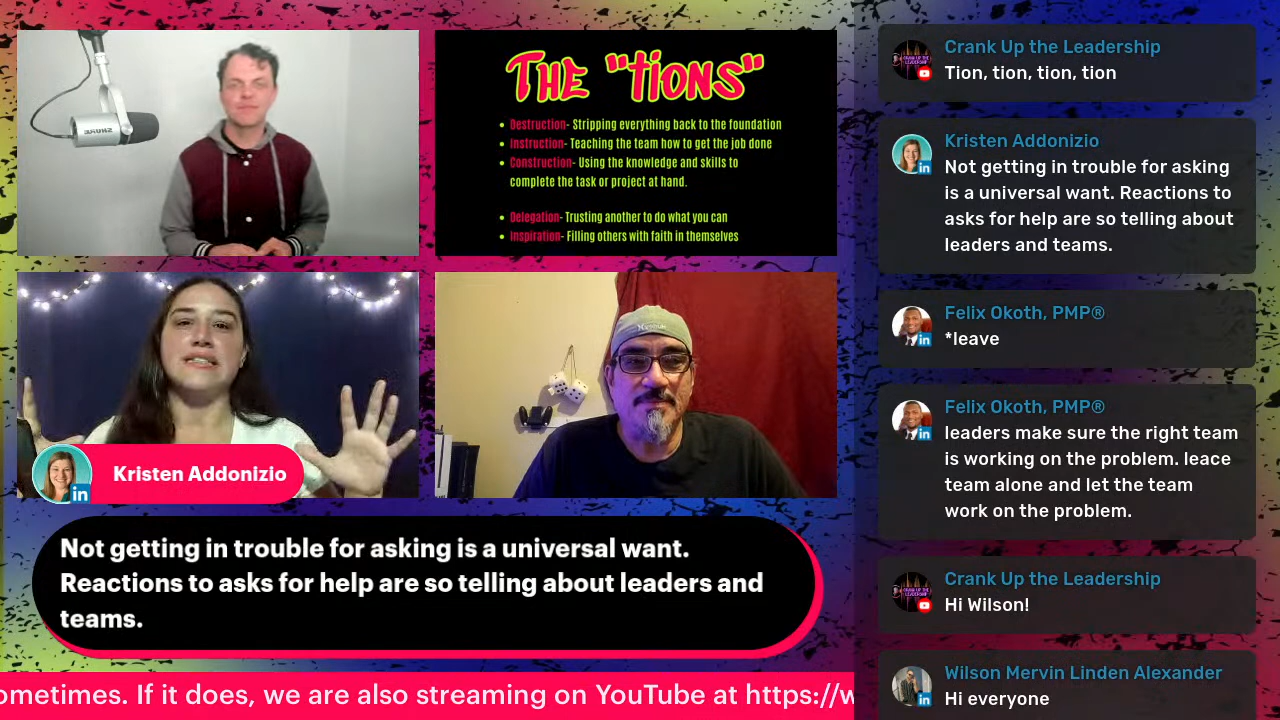 SHURE
THE "TIONS"
Destruction- Stripping everything back to the foundation
Instruction- Teaching the team how to get the job done
Construction- Using the knowledge and skills to
complete the task or project at hand.
Delegation- Trusting another to do what you can
Inspiration- Filling others with faith in themselves
Kristen Addonizio
Not getting in trouble for asking is a universal want.
Reactions to asks for help are so telling about leaders and
teams.
ometimes. If it does, we are also streaming on YouTube at https://w
Crank Up the Leadership
Tion, tion, tion, tion
Kristen Addonizio
Not getting in trouble for asking
is a universal want. Reactions to
asks for help are so telling about
leaders and teams.
Felix Okoth, PMP®
*leave
Felix Okoth, PMP®
leaders make sure the right team
is working on the problem. leace
team alone and let the team
work on the problem.
Crank Up the Leadership
Hi Wilson!
Wilson Mervin Linden Alexander
Hi everyone